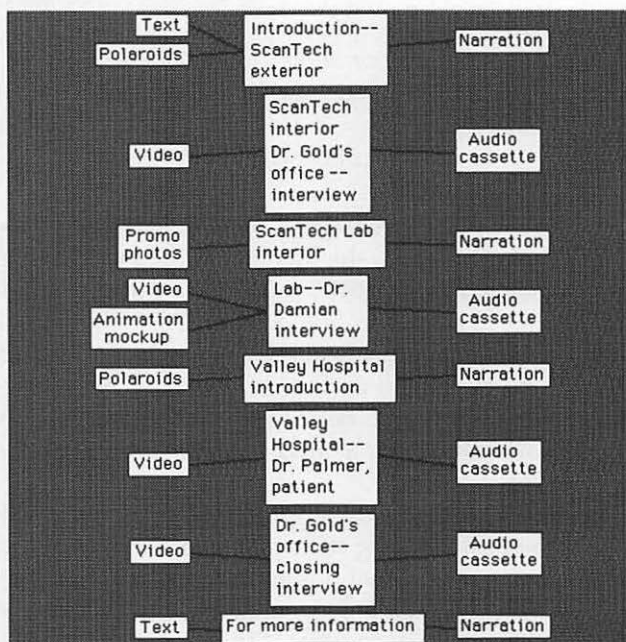 Text
Polaroids
Introduction--
ScanTech
exterior
Narration
Video
ScanTech
interior
Dr. Gold's
office --
interview
Audio
cassette
Promo
photos
ScanTech Lab
interior
Narration
Video
Animation
mockup
Lab--Dr.
Damian
interview
Audio
cassette
Polaroids
Valley Hospital
introduction
Narration
Video
Valley
Hospital--
Dr. Palmer,
patient
Audio
cassette
Video
Dr. Gold's
office--
closing
interview
Audio
cassette
Text
For more information
Narration